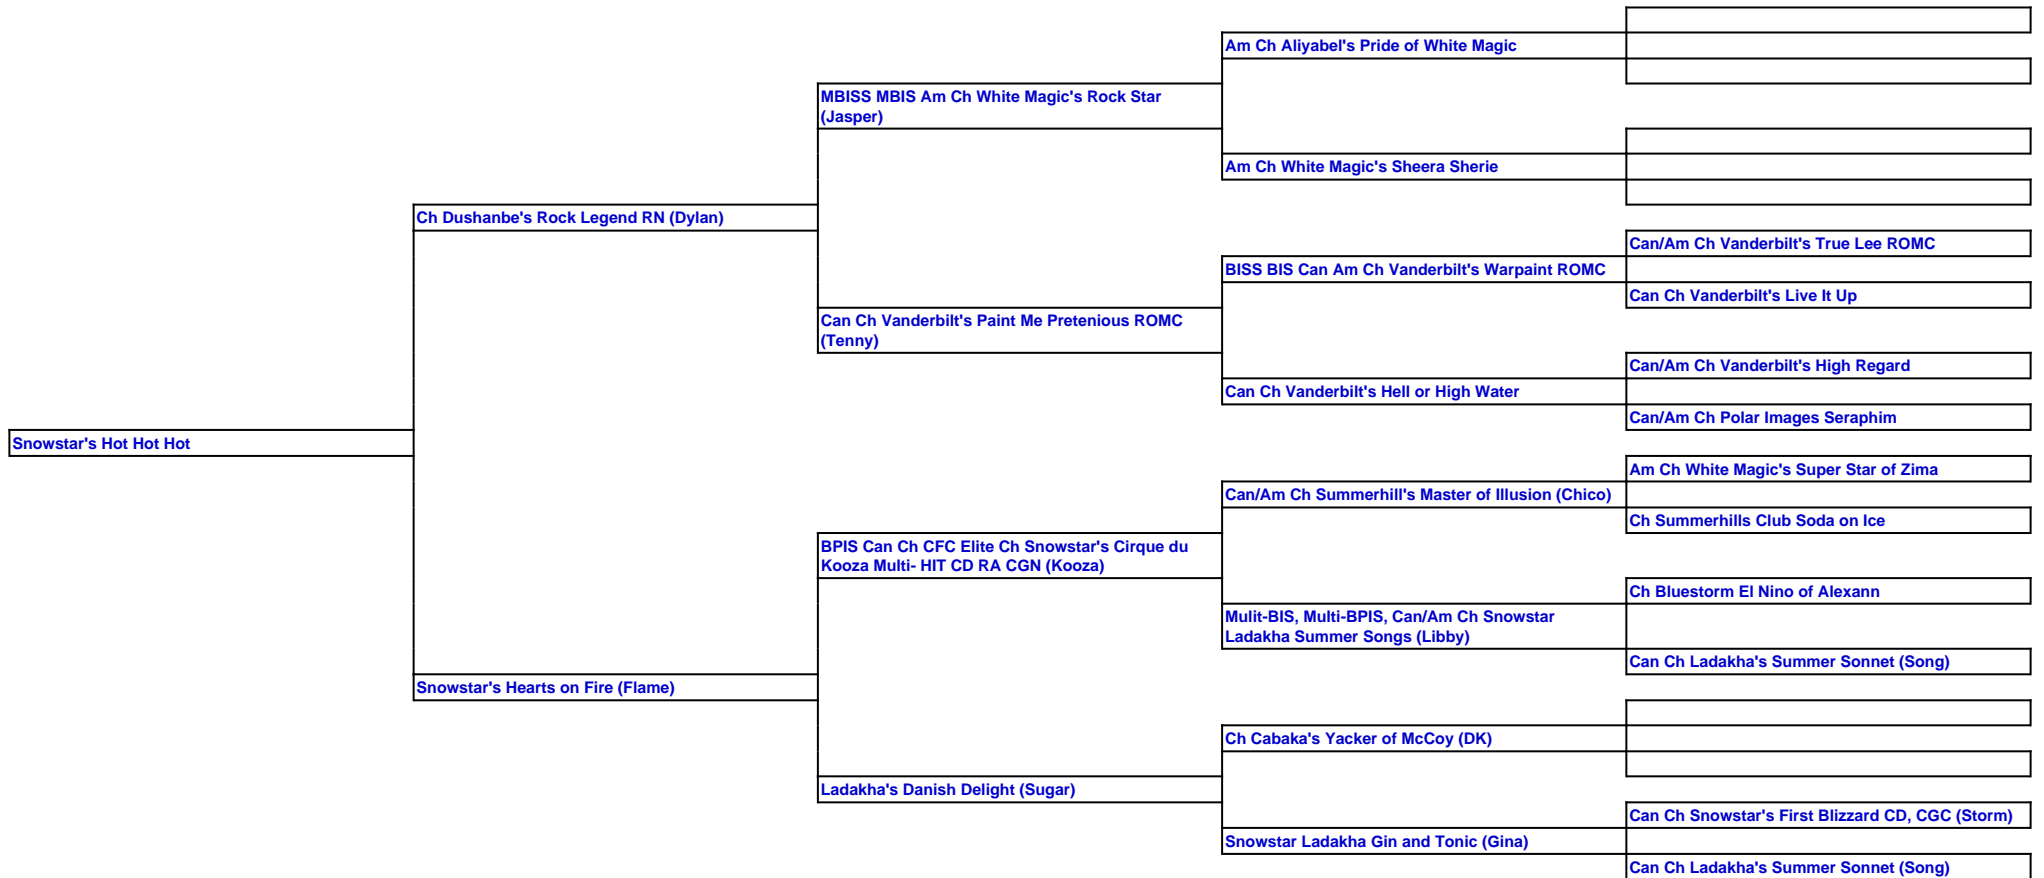 Am Ch Aliyabel's Pride of White Magic
MBISS MBIS Am Ch White Magic's Rock Star
(Jasper)
Am Ch White Magic's Sheera Sherie
Ch Dushanbe's Rock Legend RN (Dylan)
Can/Am Ch Vanderbilt's True Lee ROMC
BISS BIS Can Am Ch Vanderbilt's Warpaint ROMC
Can Ch Vanderbilt's Live It Up
Can Ch Vanderbilt's Paint Me Pretenious ROMC
(Tenny)
Can/Am Ch Vanderbilt's High Regard
Can Ch Vanderbilt's Hell or High Water
Can/Am Ch Polar Images Seraphim
Snowstar's Hot Hot Hot
Am Ch White Magic's Super Star of Zima
Can/Am Ch Summerhill's Master of Illusion (Chico)
Ch Summerhills Club Soda on Ice
BPIS Can Ch CFC Elite Ch Snowstar's Cirque du
Kooza Multi- HIT CD RA CGN (Kooza)
Ch Bluestorm El Nino of Alexann
Mulit-BIS, Multi-BPIS, Can/Am Ch Snowstar
Ladakha Summer Songs (Libby)
Can Ch Ladakha's Summer Sonnet (Song)
Snowstar's Hearts on Fire (Flame)
Ch Cabaka's Yacker of McCoy (DK)
Ladakha's Danish Delight (Sugar)
Can Ch Snowstar's First Blizzard CD, CGC (Storm)
Snowstar Ladakha Gin and Tonic (Gina)
Can Ch Ladakha's Summer Sonnet (Song)